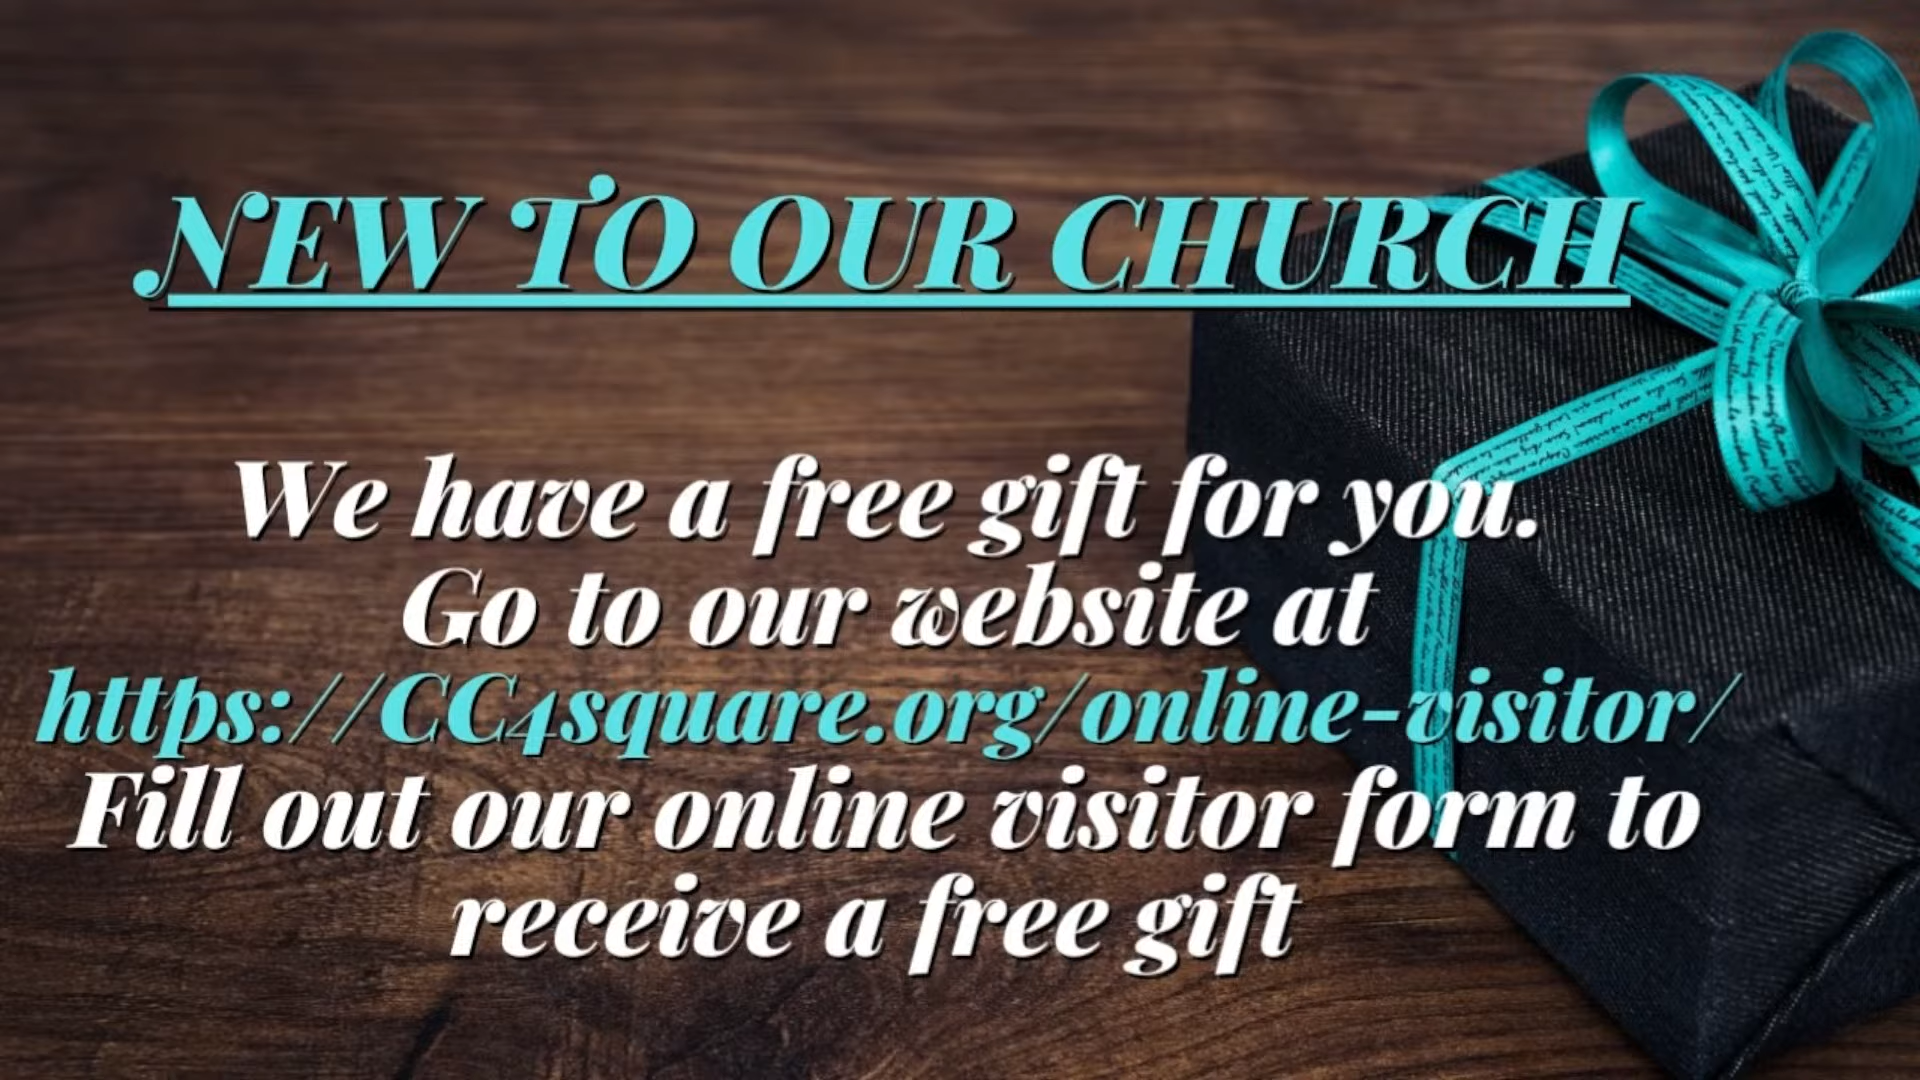 NEW TO OUR CHURCH
We have a free gift for you.
Go to our website at
https://CC4square.org/online-visitor/
Fill out our online visitor form to
receive a free gift